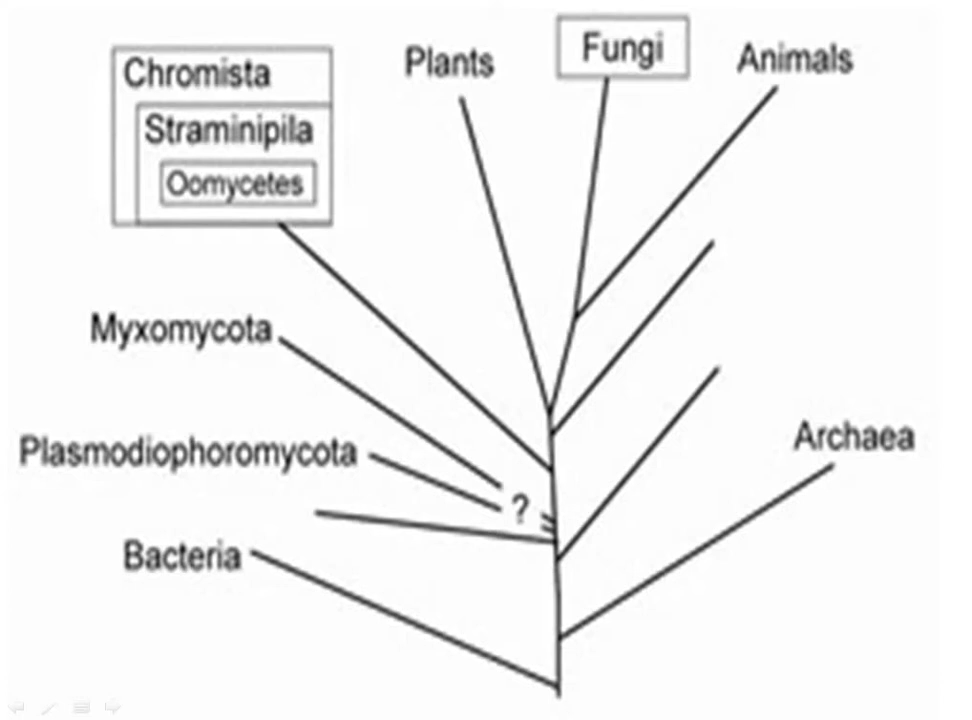 Chromista
Straminipila
Oomycetes
Plants
Fungi
Animals
Myxomycota
Plasmodiophoromycota
?
Bacteria
Archaea